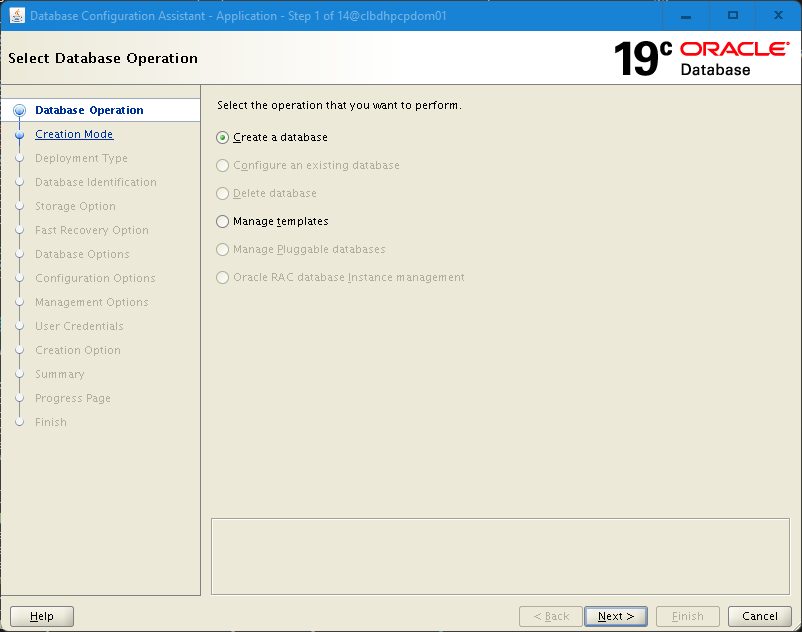 Database Configuration Assistant - Application - Step 1 of 14@clbdhpcpdom01
Select Database Operation
19c ORACLE
Database
Database Operation
Creation Mode
Deployment Type
Database Identification
Storage Option
Fast Recovery Option
Database Options
Configuration Options
Management Options
User Credentials
Creation Option
Summary
Progress Page
Finish
Select the operation that you want to perform.
Create a database
Configure an existing database
Delete database
Manage templates
Manage Pluggable databases
Oracle RAC database Instance management
Help
< Back
Next >
Finish
Cancel